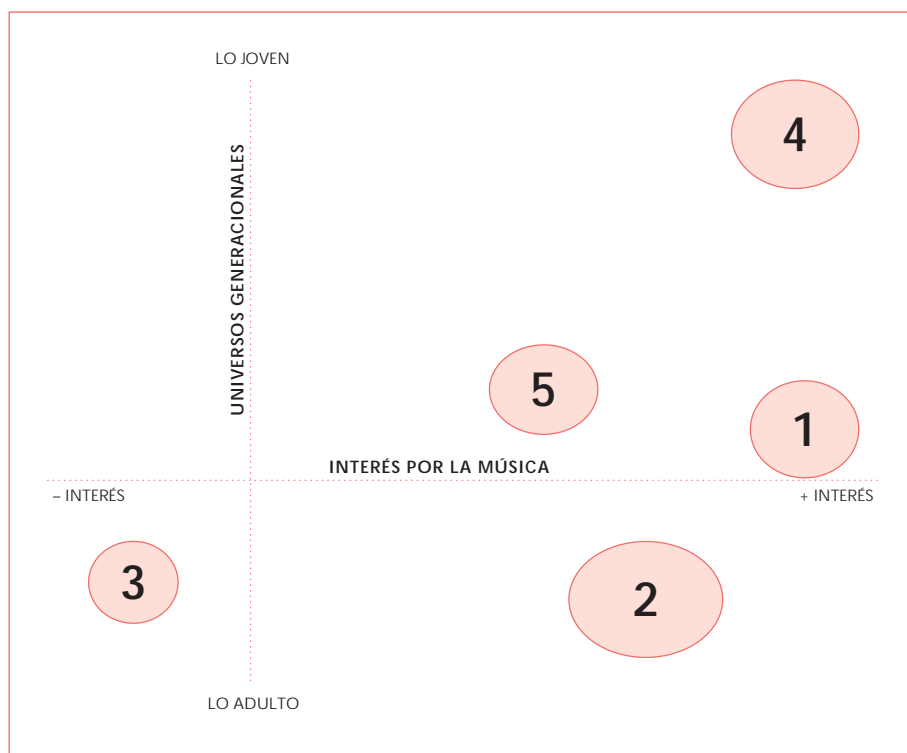 LO JOVEN
4
UNIVERSOS GENERACIONALES
5
1
INTERÉS POR LA MÚSICA
– INTERÉS
+ INTERÉS
3
2
LO ADULTO